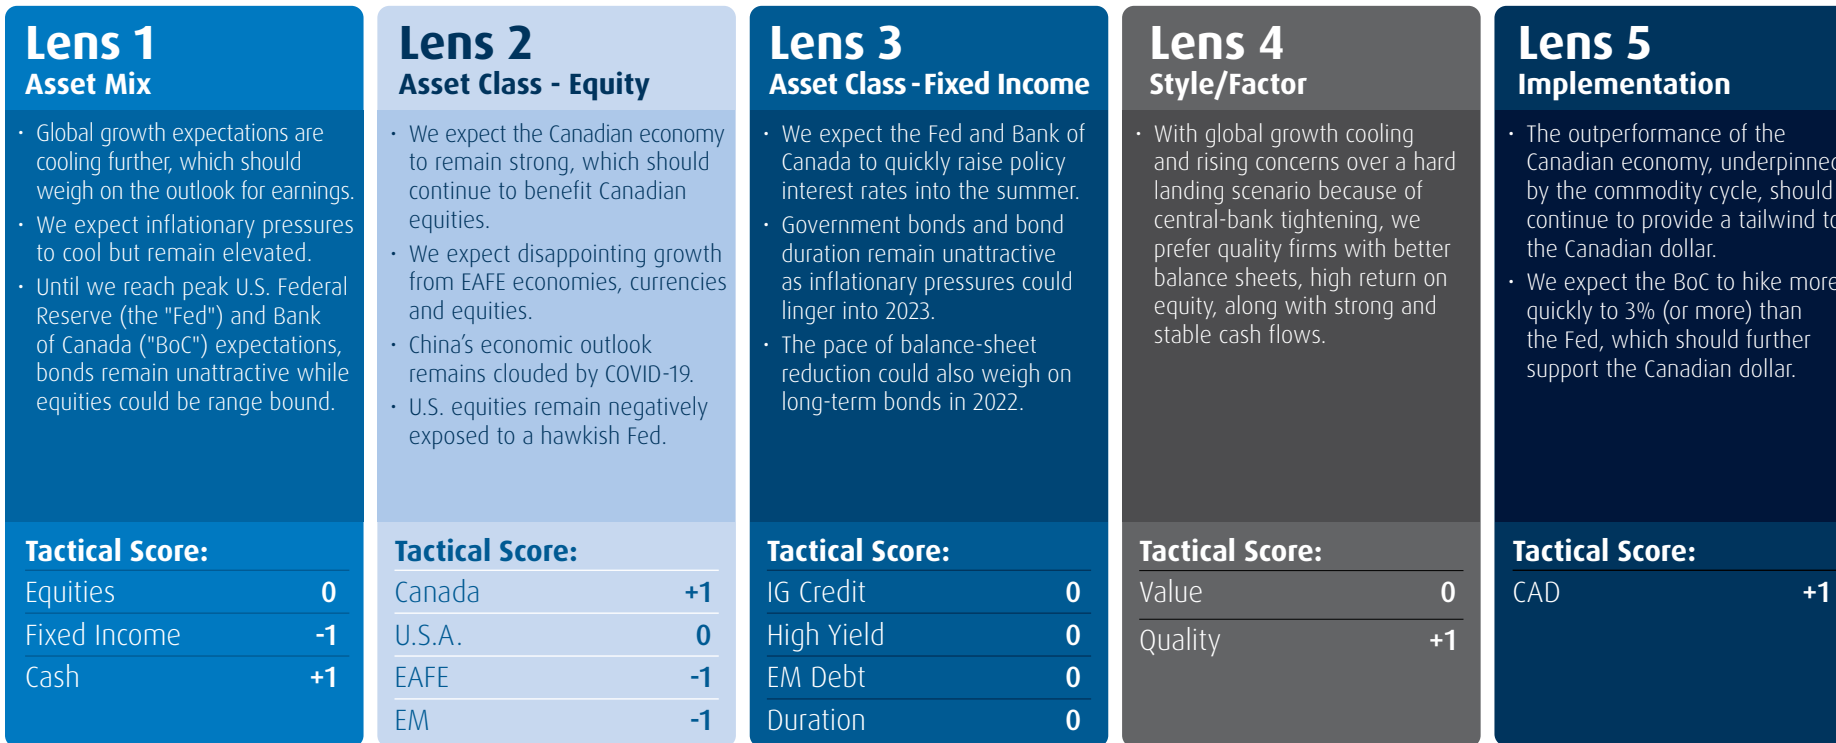 Lens 1
Asset Mix
· Global growth expectations are
cooling further, which should
weigh on the outlook for earnings.
· We expect inflationary pressures
to cool but remain elevated.
· Until we reach peak U.S. Federal
Reserve (the "Fed") and Bank
of Canada ("BoC") expectations,
bonds remain unattractive while
equities could be range bound.
Tactical Score:
Equities 0
Fixed Income -1
Cash +1
Lens 2
Asset Class - Equity
· We expect the Canadian economy
to remain strong, which should
continue to benefit Canadian
equities.
· We expect disappointing growth
from EAFE economies, currencies
and equities.
· China's economic outlook
remains clouded by COVID-19.
· U.S. equities remain negatively
exposed to a hawkish Fed.
Tactical Score:
Canada +1
U.S.A. 0
EAFE -1
EM -1
Lens 3
Asset Class - Fixed Income
· We expect the Fed and Bank of
Canada to quickly raise policy
interest rates into the summer.
· Government bonds and bond
duration remain unattractive
as inflationary pressures could
linger into 2023.
· The pace of balance-sheet
reduction could also weigh on
long-term bonds in 2022.
Tactical Score:
IG Credit 0
High Yield 0
EM Debt 0
Duration 0
Lens 4
Style/Factor
· With global growth cooling
and rising concerns over a hard
landing scenario because of
central-bank tightening, we
prefer quality firms with better
balance sheets, high return on
equity, along with strong and
stable cash flows.
Tactical Score:
Value 0
Quality +1
Lens 5
Implementation
· The outperformance of the
Canadian economy, underpinned
by the commodity cycle, should
continue to provide a tailwind to
the Canadian dollar.
· We expect the BoC to hike more
quickly to 3% (or more) than
the Fed, which should further
support the Canadian dollar.
Tactical Score:
CAD +1